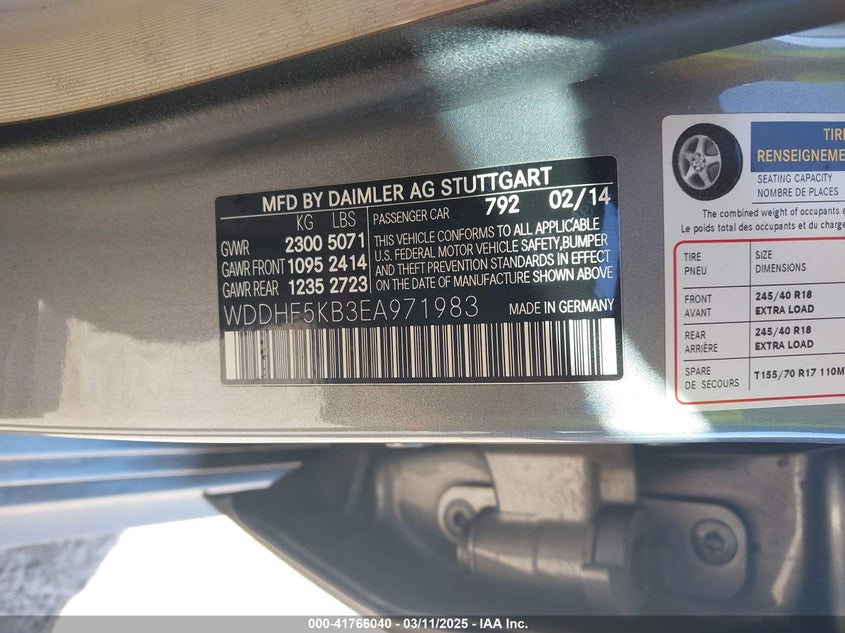 MFD BY DAIMLER AG STUTTGART
KG LBS
GVWR 2300 5071
GAWR FRONT 1095 2414
GAWR REAR 1235 2723
PASSENGER CAR 792 02/14
THIS VEHICLE CONFORMS TO ALL APPLICABLE
U.S. FEDERAL MOTOR VEHICLE SAFETY,BUMPER
AND THEFT PREVENTION STANDARDS IN EFFECT
ON THE DATE OF MANUFACTURE SHOWN ABOVE
WDDHF5KB3EA971983 MADE IN GERMANY
TIRE
RENSEIGNEME
SEATING CAPACITY
NOMBRE DE PLACES
The combined weight of occupants a
Le poids total des occupants et du charge
TIRE SIZE
PNEU DIMENSIONS
FRONT 245/40 R18
AVANT EXTRA LOAD
REAR 245/40 R18
ARRIÈRE EXTRA LOAD
SPARE T155/70 R17 110M
DE SECOURS
000-41766040 — 03/11/2025 — IAA Inc.